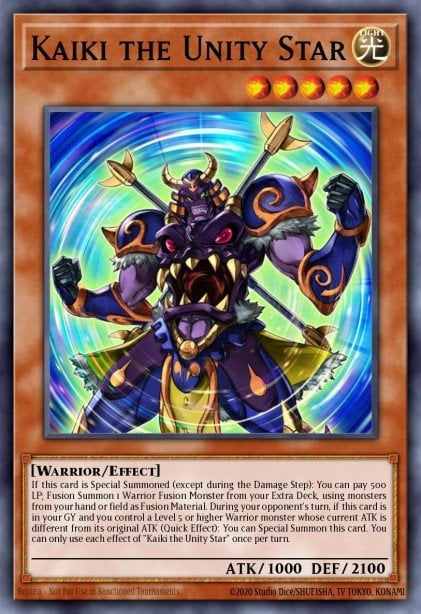 Kaiki the Unity Star
LIGHT
光
[Warrior/Effect]
If this card is Special Summoned (except during the Damage Step): You can pay 500
LP; Fusion Summon 1 Warrior Fusion Monster from your Extra Deck, using monsters
from your hand or field as Fusion Material. During your opponent's turn, if this card is
in your GY and you control a Level 5 or higher Warrior monster whose current ATK is
different from its original ATK (Quick Effect): You can Special Summon this card. You
can only use each effect of "Kaiki the Unity Star" once per turn.
ATK/1000 DEF/2100
Replica - Not For Use in Sanctioned Tournaments
©2020 Studio Dice/SHUEISHA, TV TOKYO, KONAMI